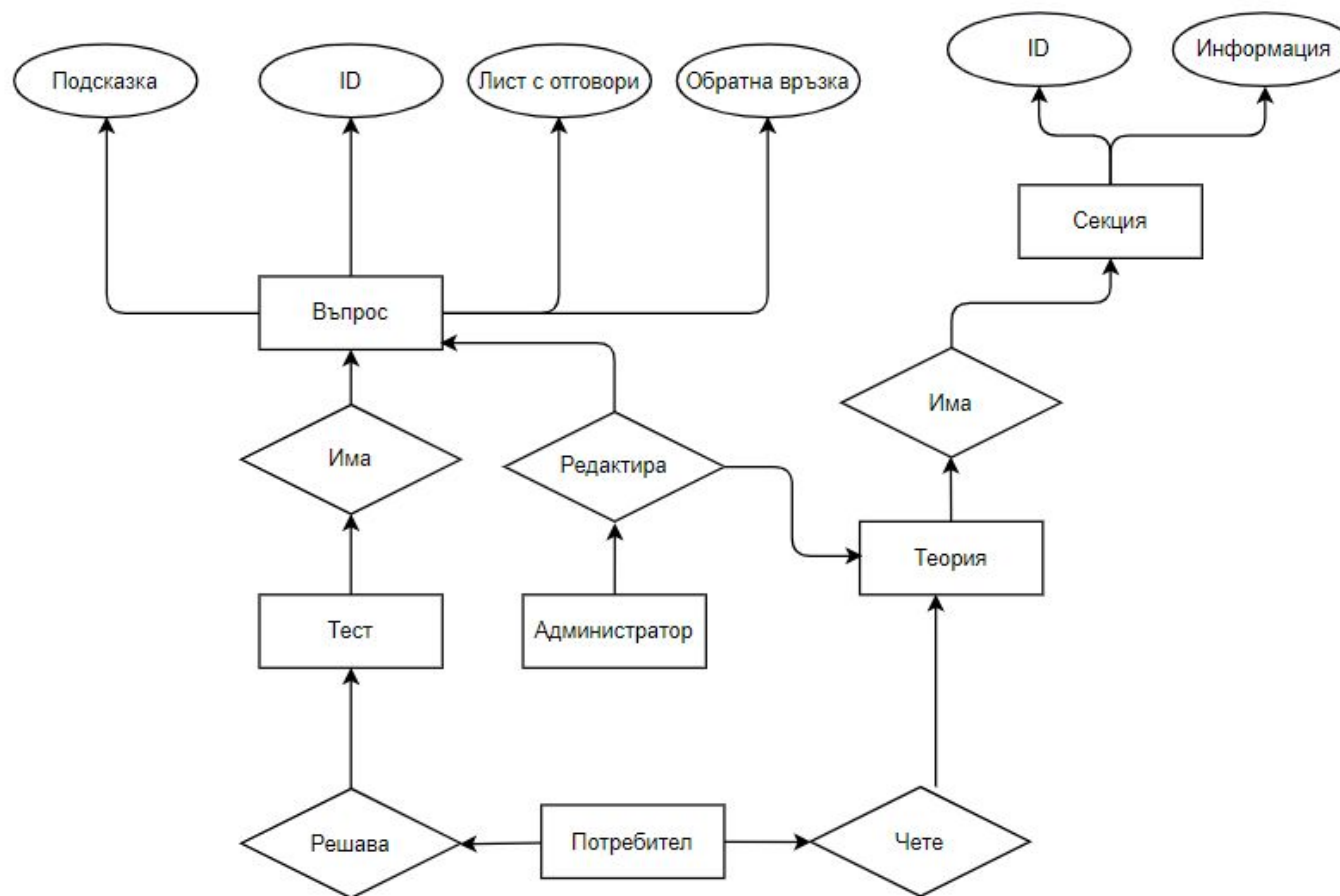 ID
Информация
Подсказка
ID
Лист с отговори
Обратна връзка
Секция
Въпрос
Има
Има
Редактира
Теория
Тест
Администратор
Решава
Потребител
Чете